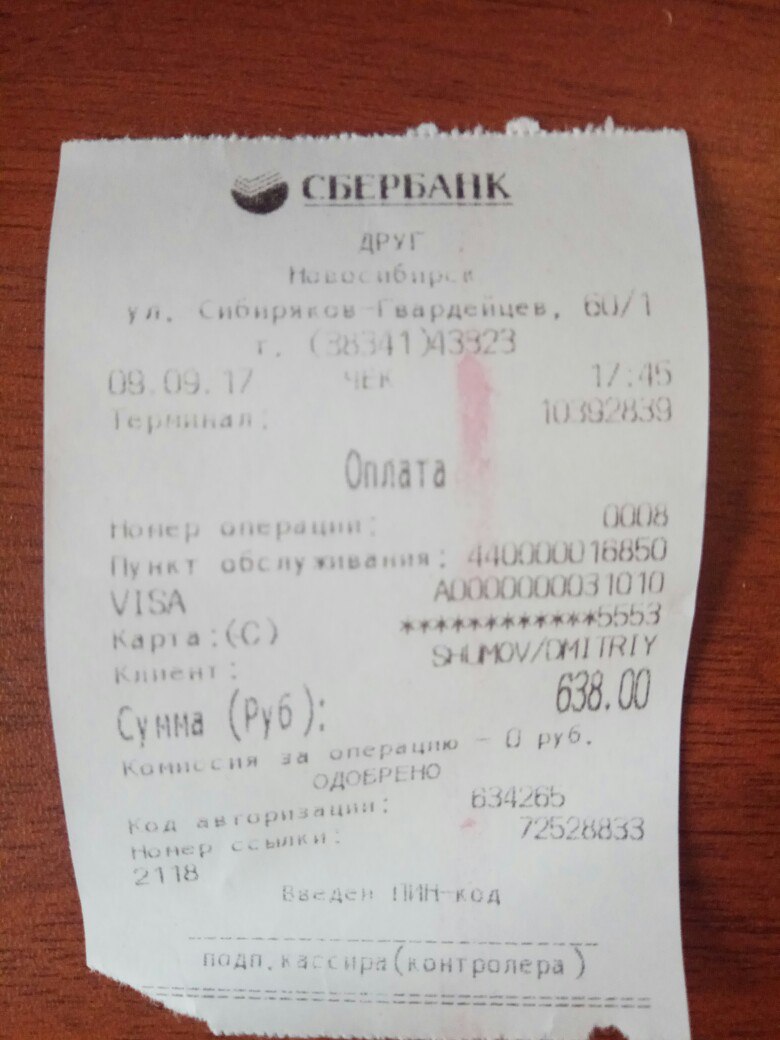 СБЕРБАНК
ДРУГ
Новосибирск
ул. Сибиряков-Гвардейцев, 60/1
т. (38341)43923
09.09.17 ЧЕК 17:45
Терминал: 10392839
Оплата
Номер операции: 0008
Пункт обслуживания: 440000016850
VISA A0000000031010
Карта:(C) ************5553
Клиент: SHUMOV/DMITRIY
Сумма (Руб): 638.00
Комиссия за операцию - 0 руб.
ОДОБРЕНО
Код авторизации: 634265
Номер ссылки: 72528833
2118
Введен ПИН-код
подп.кассира(контролера)